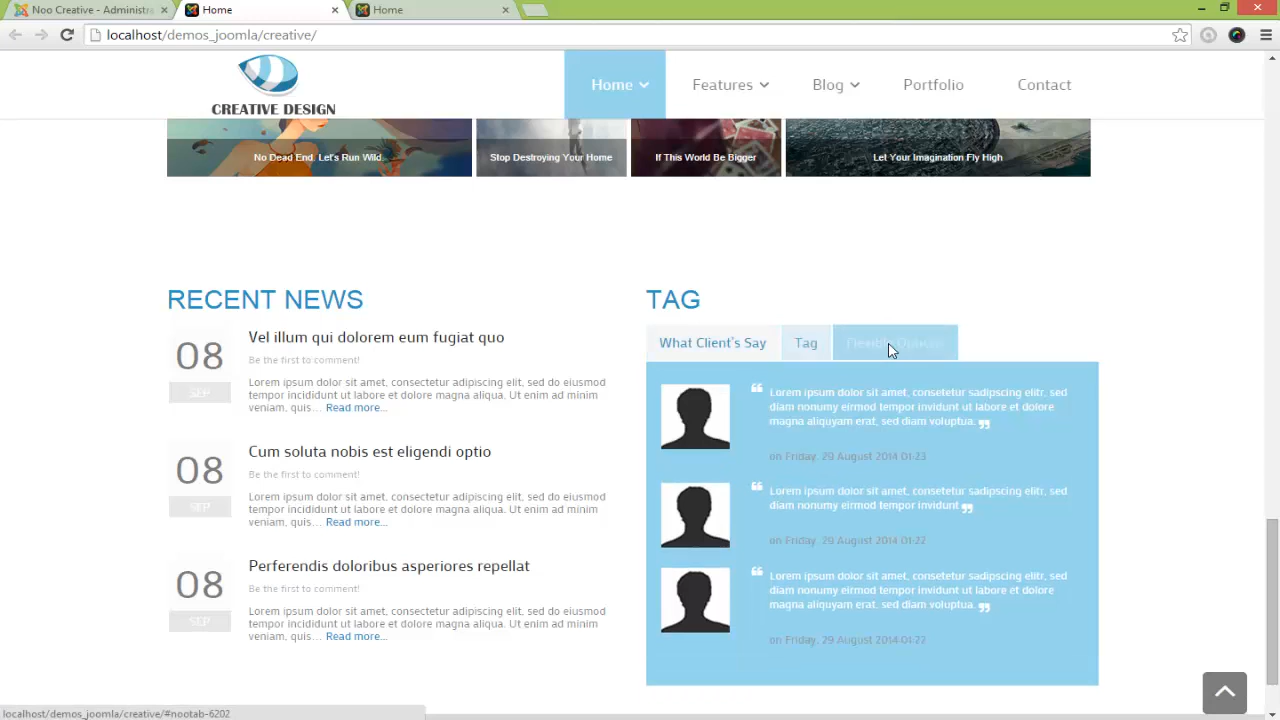 Noo Creative - Administra
Home
Home
localhost/demos_joomla/creative/
CREATIVE DESIGN
Home
Features
Blog
Portfolio
Contact
No Dead End. Let's Run Wild.
Stop Destroying Your Home
If This World Be Bigger
Let Your Imagination Fly High
RECENT NEWS
08
SEP
Vel illum qui dolorem eum fugiat quo
Be the first to comment!
Lorem ipsum dolor sit amet, consectetur adipiscing elit, sed do eiusmod
tempor incididunt ut labore et dolore magna aliqua. Ut enim ad minim
veniam, quis... Read more...
08
SEP
Cum soluta nobis est eligendi optio
Be the first to comment!
Lorem ipsum dolor sit amet, consectetur adipiscing elit, sed do eiusmod
tempor incididunt ut labore et dolore magna aliqua. Ut enim ad minim
veniam, quis... Read more...
08
SEP
Perferendis doloribus asperiores repellat
Be the first to comment!
Lorem ipsum dolor sit amet, consectetur adipiscing elit, sed do eiusmod
tempor incididunt ut labore et dolore magna aliqua. Ut enim ad minim
veniam, quis... Read more...
TAG
What Client's Say
Tag
Flexible
❝ Lorem ipsum dolor sit amet, consetetur sadipscing elitr, sed
diam nonumy eirmod tempor invidunt ut labore et dolore
magna aliquyam erat, sed diam voluptua. ❞
on Friday, 29 August 2014 01:23
❝ Lorem ipsum dolor sit amet, consetetur sadipscing elitr, sed
diam nonumy eirmod tempor invidunt ❞
on Friday, 29 August 2014 01:22
❝ Lorem ipsum dolor sit amet, consetetur sadipscing elitr, sed
diam nonumy eirmod tempor invidunt ut labore et dolore
magna aliquyam erat, sed diam voluptua. ❞
on Friday, 29 August 2014 01:22
localhost/demos_joomla/creative/#nootab-6202